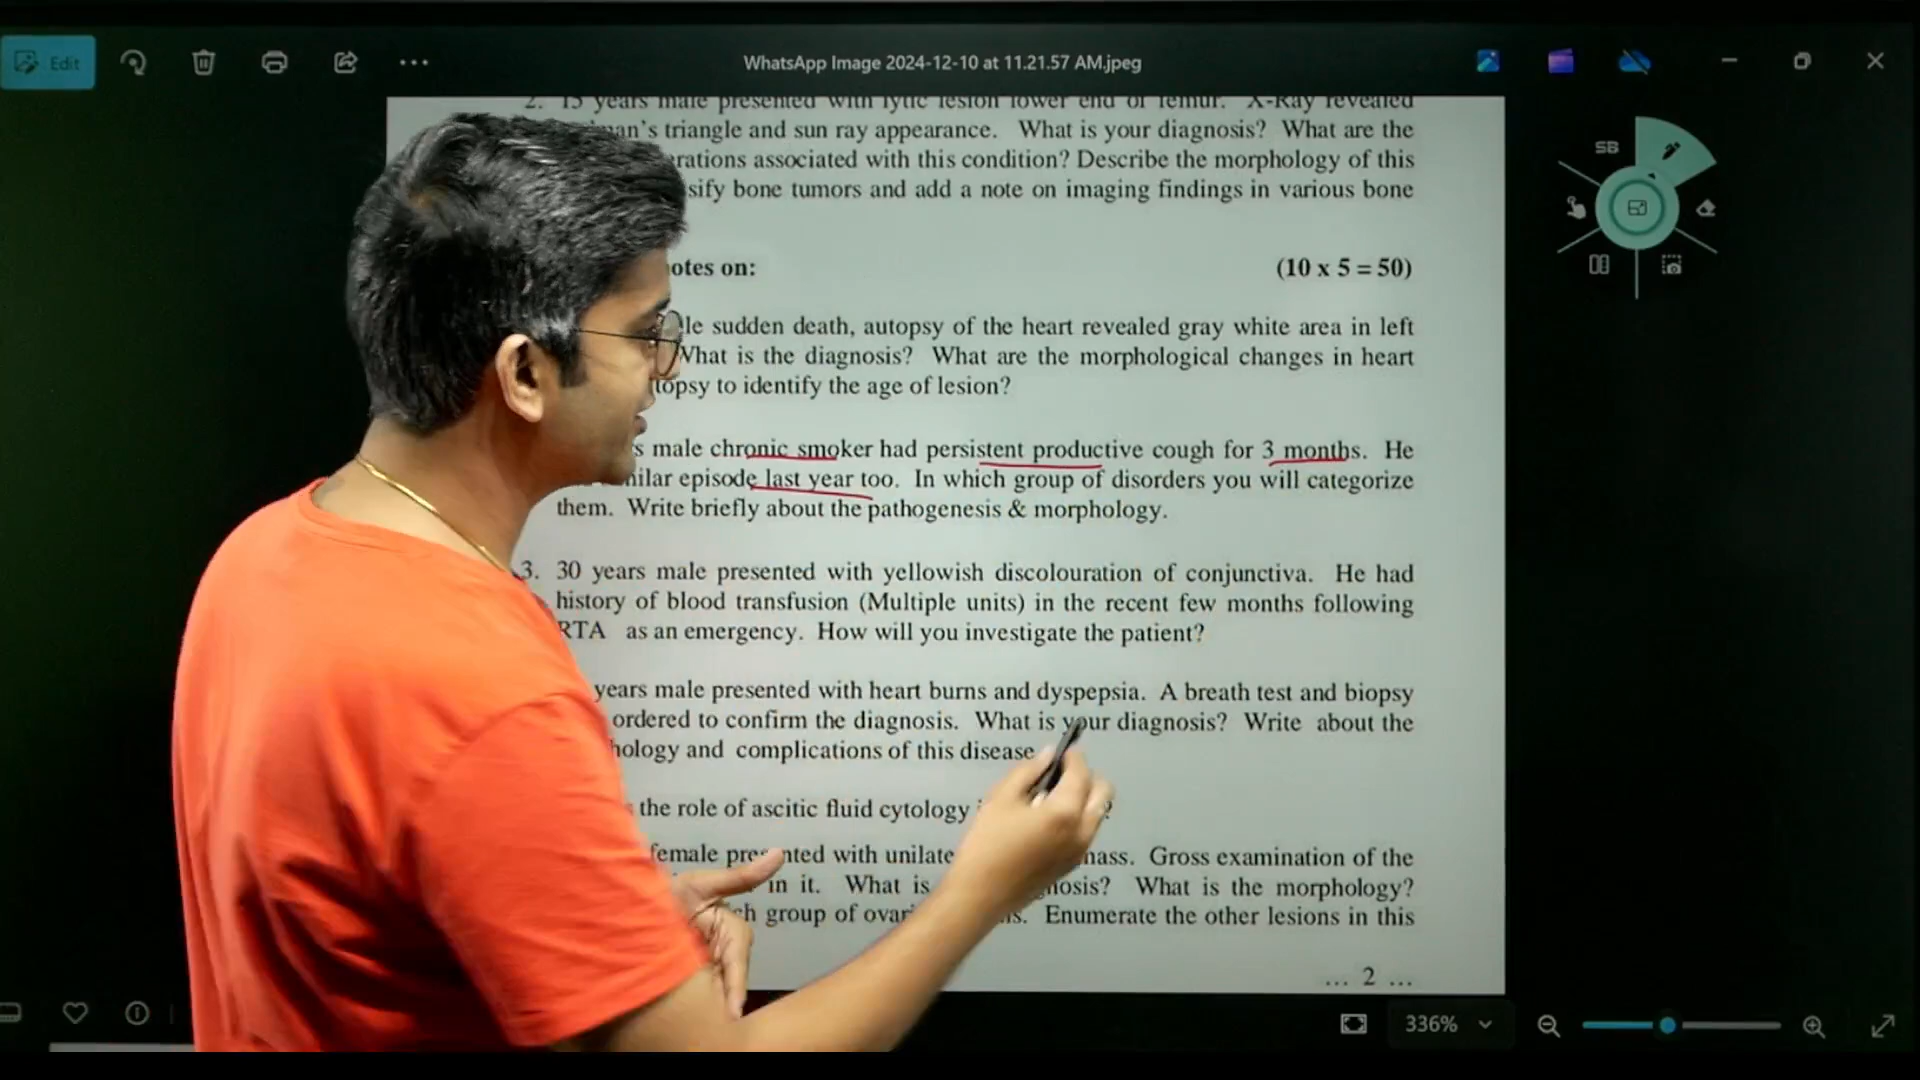 Edit
WhatsApp Image 2024-12-10 at 11.21.57 AM.jpeg
SB
2. 15 years male presented with lytic lesion lower end of femur. X-Ray revealed
triangle and sun ray appearance. What is your diagnosis? What are the
associated with this condition? Describe the morphology of this
bone tumors and add a note on imaging findings in various bone
on:
(10 x 5 = 50)
sudden death, autopsy of the heart revealed gray white area in left
What is the diagnosis? What are the morphological changes in heart
to identify the age of lesion?
male chronic smoker had persistent productive cough for 3 months. He
episode last year too. In which group of disorders you will categorize
them. Write briefly about the pathogenesis & morphology.
3. 30 years male presented with yellowish discolouration of conjunctiva. He had
history of blood transfusion (Multiple units) in the recent few months following
RTA as an emergency. How will you investigate the patient?
years male presented with heart burns and dyspepsia. A breath test and biopsy
ordered to confirm the diagnosis. What is your diagnosis? Write about the
and complications of this disease
the role of ascitic fluid cytology ?
female presented with mass. Gross examination of the
in it. What is What is the morphology?
group of Enumerate the other lesions in this
... 2 ...
336%